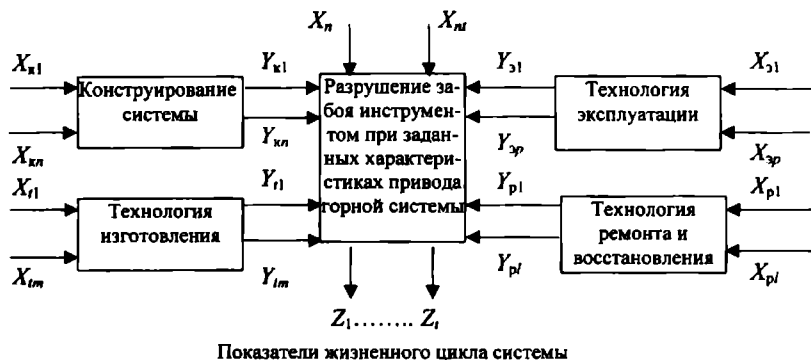 Xп Xпt
Xк1 Yк1 Yэ1 Xэ1
Конструирование
системы
Разрушение за-
боя инструмен-
том при задан-
ных характери-
стиках привода
горной системы
Технология
эксплуатации
Xкn Yкn Yэp Xэp
Xt1 Yt1 Yр1 Xр1
Технология
изготовления
Технология
ремонта и
восстановления
Xtm Ytm Yрl Xрl
Z1........ Zt
Показатели жизненного цикла системы